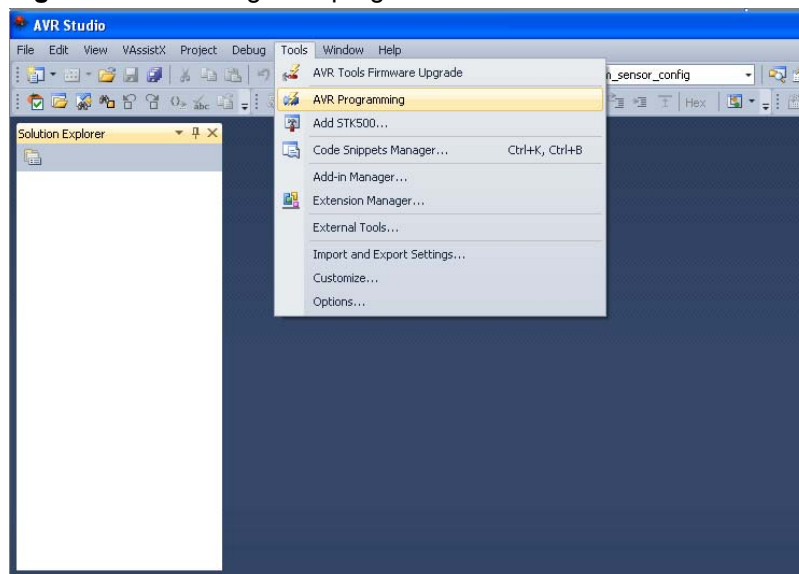 AVR Studio
File Edit View VAssistX Project Debug Tools Window Help
AVR Tools Firmware Upgrade
n_sensor_config
AVR Programming
Hex
Add STK500...
Solution Explorer
Code Snippets Manager... Ctrl+K, Ctrl+B
Add-in Manager...
Extension Manager...
External Tools...
Import and Export Settings...
Customize...
Options...